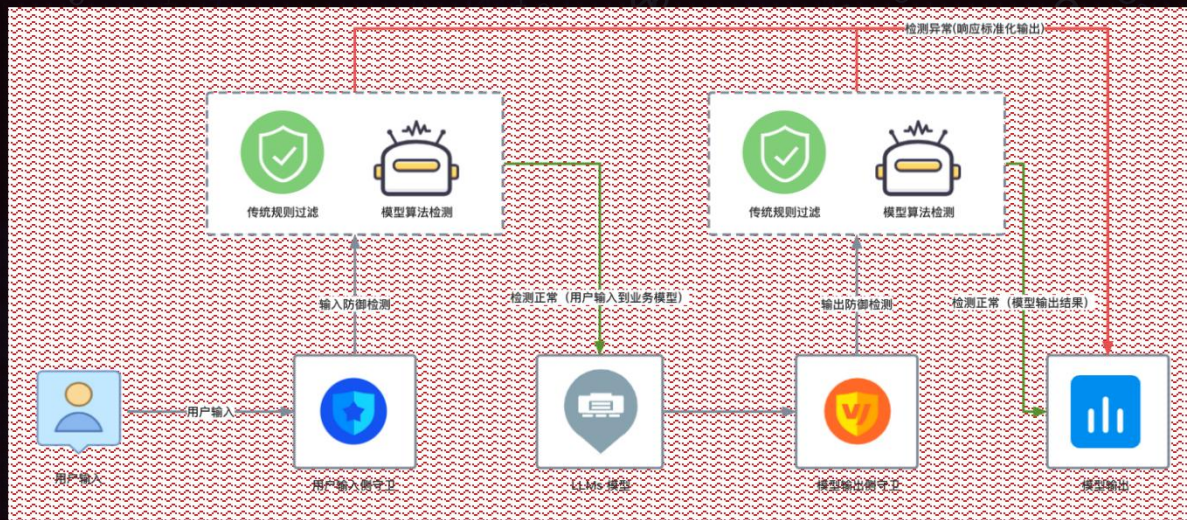 检测异常(响应标准化输出)
传统规则过滤
模型算法检测
传统规则过滤
模型算法检测
输入防御检测
检测正常（用户输入到业务模型）
输出防御检测
检测正常（模型输出结果）
用户输入
用户输入
用户输入侧守卫
LLMs 模型
模型输出侧守卫
模型输出